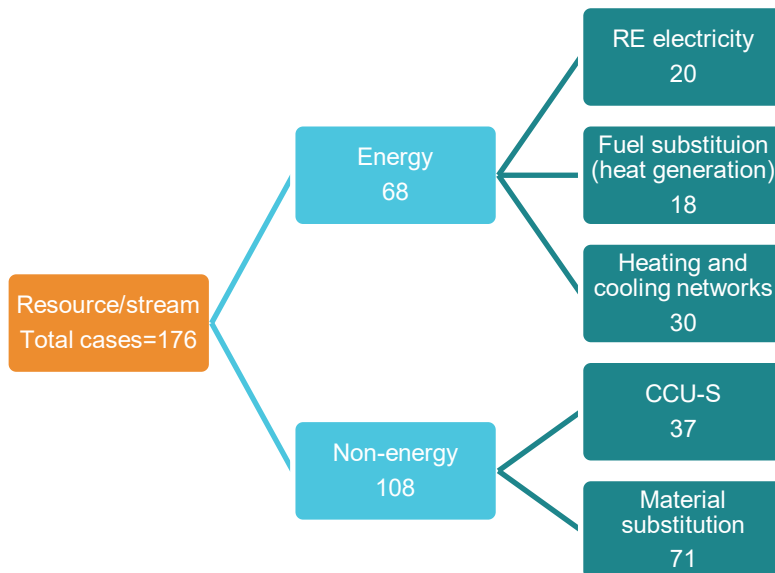 Resource/stream
Total cases=176
Energy
68
Non-energy
108
RE electricity
20
Fuel substituion
(heat generation)
18
Heating and
cooling networks
30
CCU-S
37
Material
substitution
71